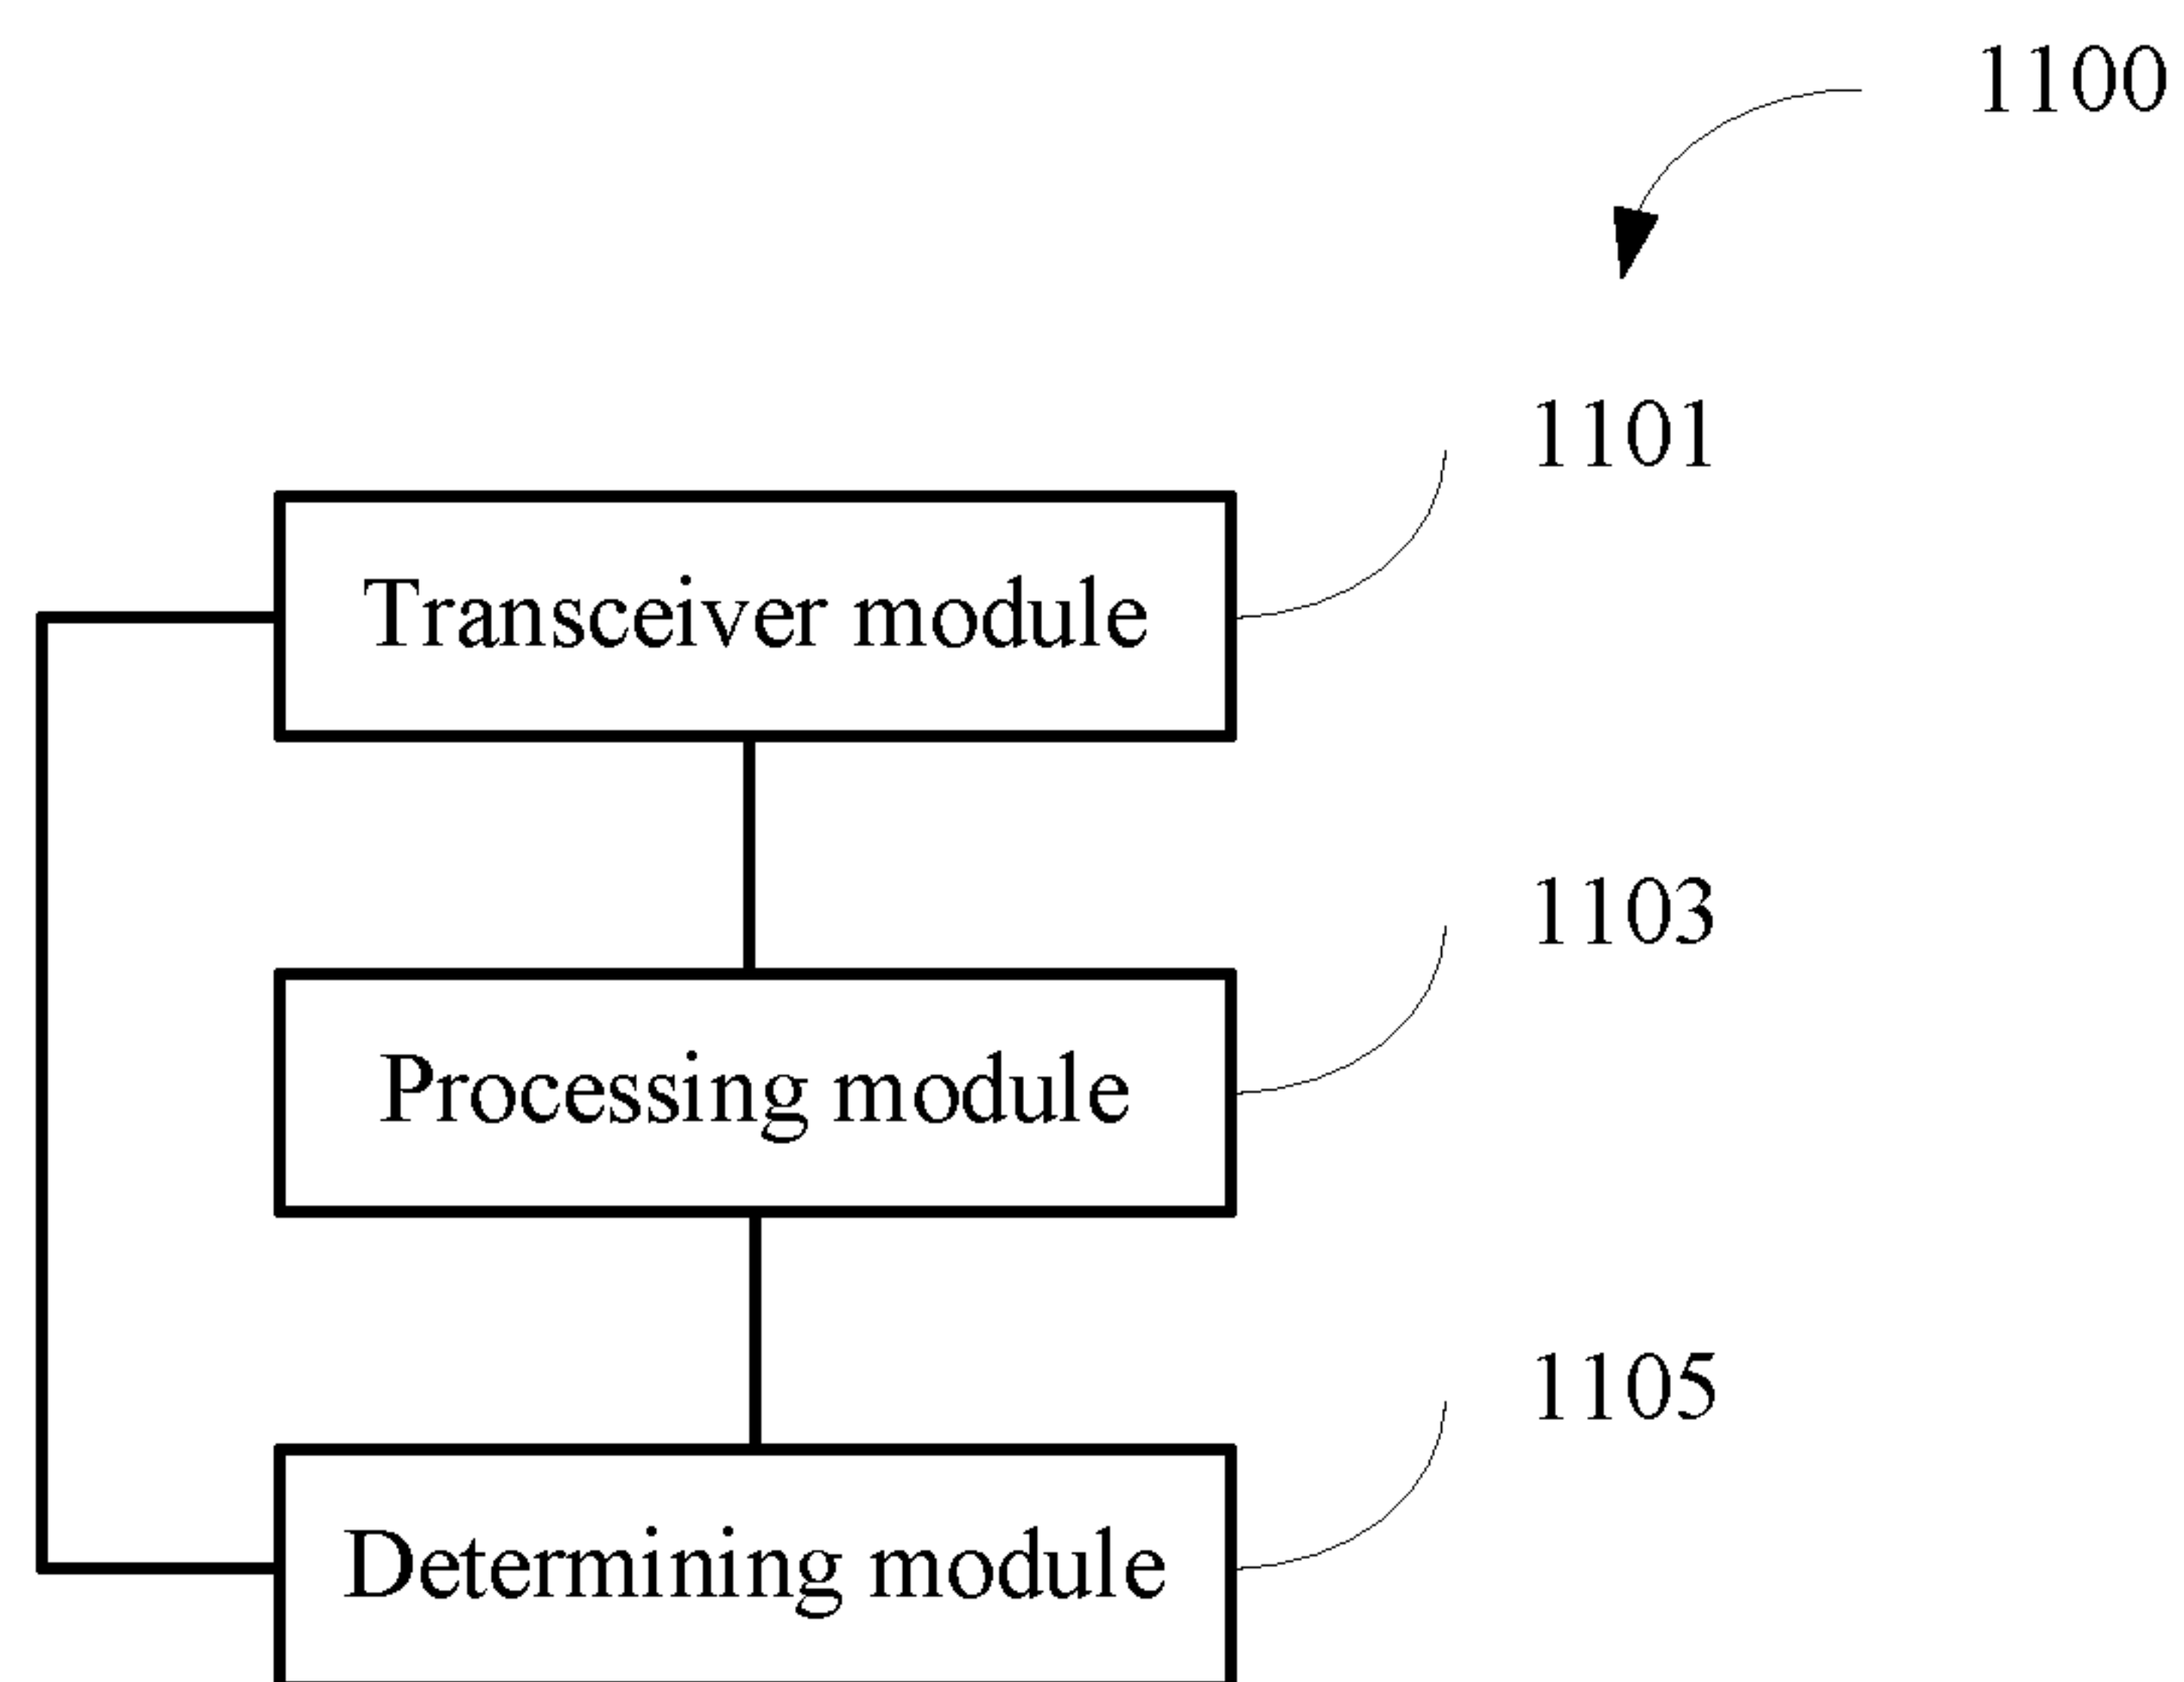 1100
1101
Transceiver module
1103
Processing module
1105
Determining module